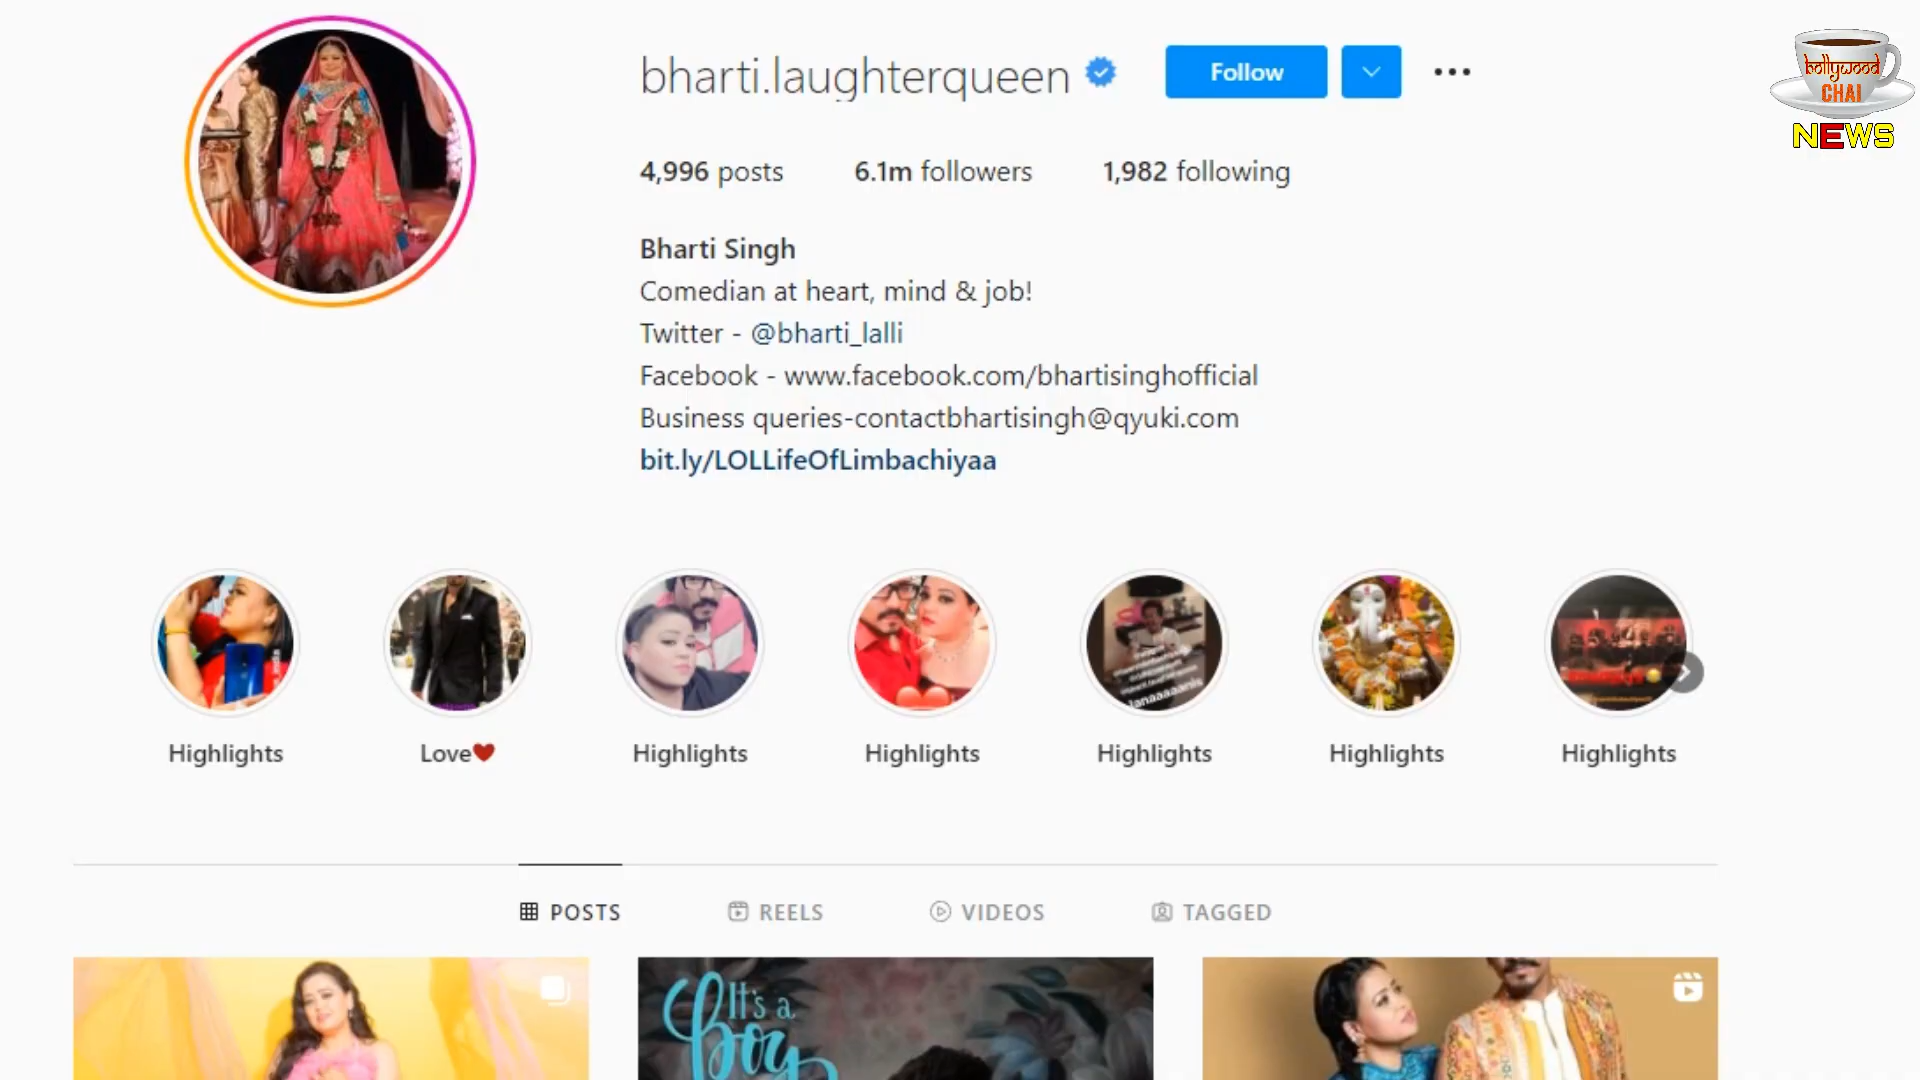 bharti.laughterqueen
Follow
4,996 posts 6.1m followers 1,982 following
Bharti Singh
Comedian at heart, mind & job!
Twitter - @bharti_lalli
Facebook - www.facebook.com/bhartisinghofficial
Business queries-contactbhartisingh@qyuki.com
bit.ly/LOLLifeOfLimbachiyaa
bollywood
CHAI
NEWS
Highlights Love❤ Highlights Highlights Highlights Highlights Highlights
POSTS REELS VIDEOS TAGGED
It's a
Boy